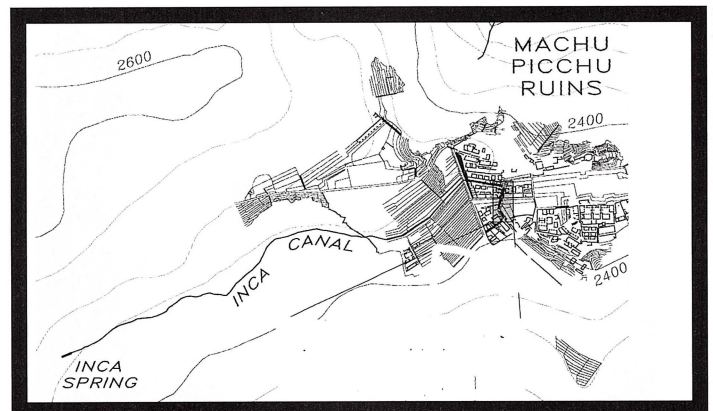 2600
MACHU
PICCHU
RUINS
2400
INCA CANAL
2400
INCA
SPRING